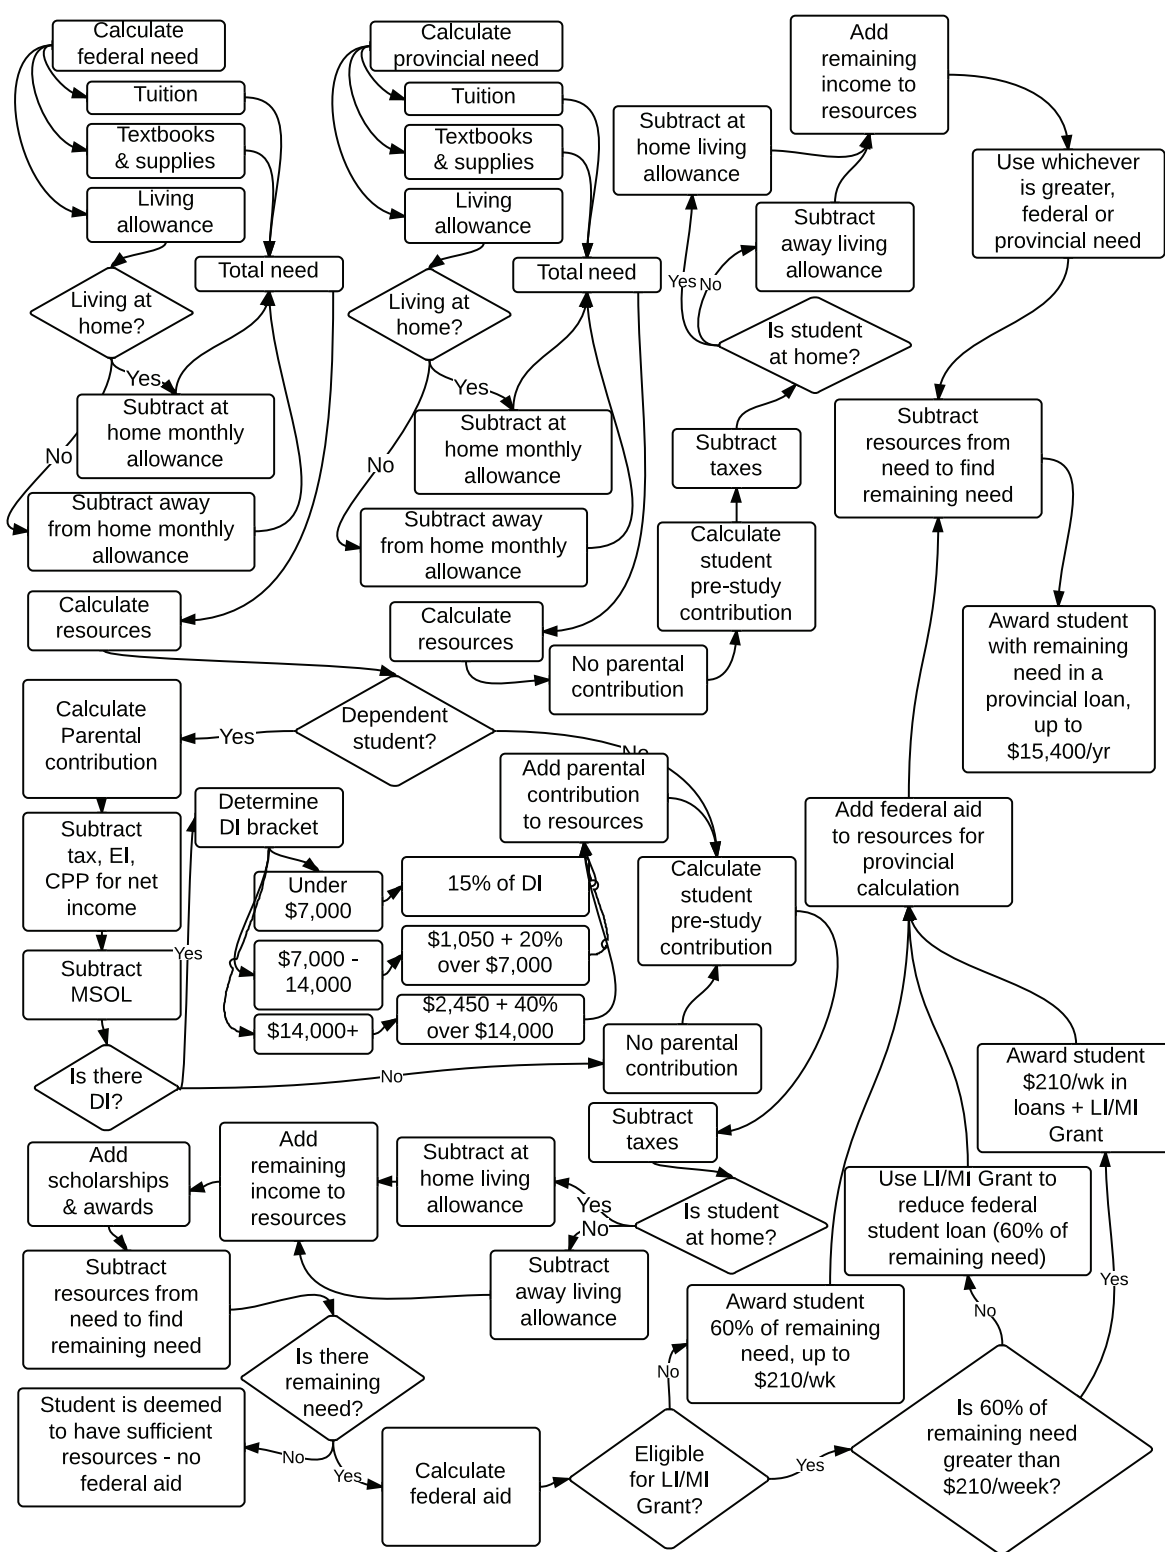 Calculate
federal need
Tuition
Textbooks
& supplies
Living
allowance
Living at
home?
Yes
No
Total need
Subtract at
home monthly
allowance
Subtract away
from home monthly
allowance
Calculate
resources
Calculate
provincial need
Tuition
Textbooks
& supplies
Living
allowance
Living at
home?
Yes
No
Total need
Subtract at
home monthly
allowance
Subtract away
from home monthly
allowance
Calculate
resources
No parental
contribution
Calculate
student
pre-study
contribution
Subtract
taxes
Is student
at home?
Yes
No
Subtract at
home living
allowance
Subtract
away living
allowance
Add
remaining
income to
resources
Use whichever
is greater,
federal or
provincial need
Subtract
resources from
need to find
remaining need
Award student
with remaining
need in a
provincial loan,
up to
$15,400/yr
Dependent
student?
Yes
No
Calculate
Parental
contribution
Subtract
tax, EI,
CPP for net
income
Subtract
MSOL
Is there
DI?
Yes
No
Determine
DI bracket
Under
$7,000
15% of DI
$7,000 -
14,000
$1,050 + 20%
over $7,000
$14,000+
$2,450 + 40%
over $14,000
Add parental
contribution
to resources
No parental
contribution
Calculate
student
pre-study
contribution
Subtract
taxes
Is student
at home?
Yes
No
Subtract at
home living
allowance
Subtract
away living
allowance
Add
remaining
income to
resources
Add
scholarships
& awards
Subtract
resources from
need to find
remaining need
Is there
remaining
need?
No
Yes
Student is deemed
to have sufficient
resources - no
federal aid
Calculate
federal aid
Eligible
for LI/MI
Grant?
No
Yes
Award student
60% of remaining
need, up to
$210/wk
Is 60% of
remaining need
greater than
$210/week?
No
Yes
Use LI/MI Grant to
reduce federal
student loan (60% of
remaining need)
Award student
$210/wk in
loans + LI/MI
Grant
Add federal aid
to resources for
provincial
calculation